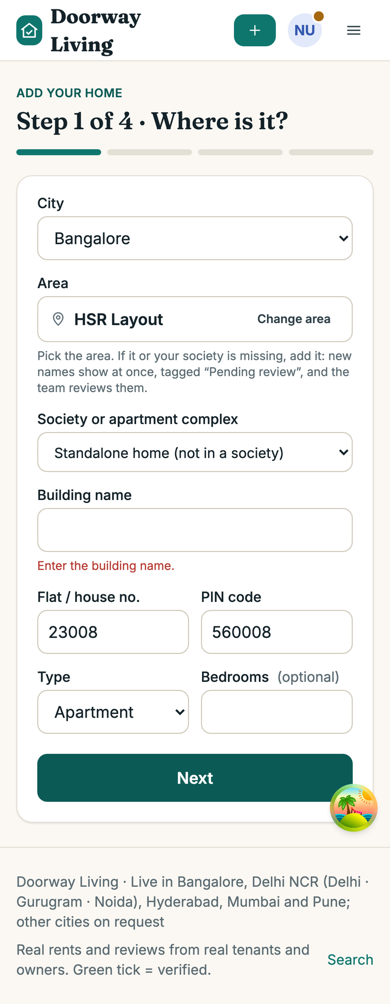 Doorway
Living
+
NU
ADD YOUR HOME
Step 1 of 4 · Where is it?
City
Bangalore
Area
HSR Layout
Change area
Pick the area. If it or your society is missing, add it: new
names show at once, tagged “Pending review”, and the
team reviews them.
Society or apartment complex
Standalone home (not in a society)
Building name
Enter the building name.
Flat / house no.
PIN code
23008
560008
Type
Bedrooms (optional)
Apartment
Next
Doorway Living · Live in Bangalore, Delhi NCR (Delhi ·
Gurugram · Noida), Hyderabad, Mumbai and Pune;
other cities on request
Real rents and reviews from real tenants and
owners. Green tick = verified.
Search